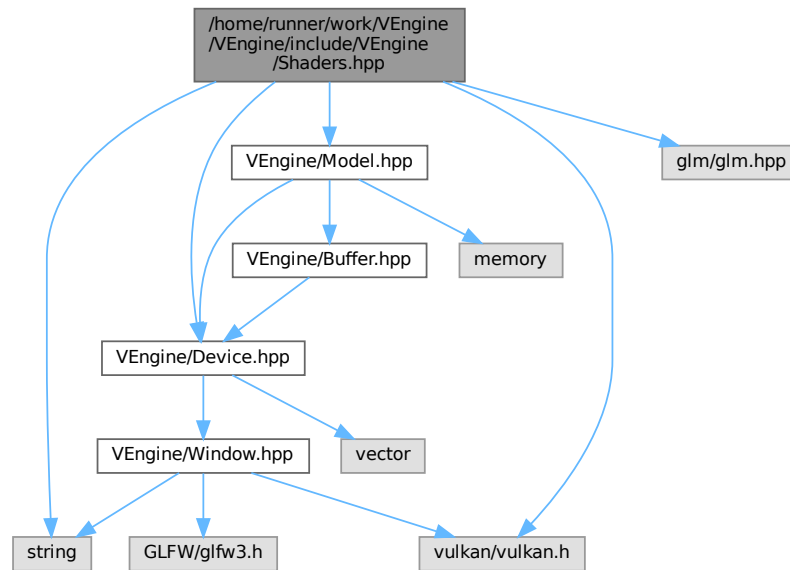 /home/runner/work/VEngine
/VEngine/include/VEngine
/Shaders.hpp
VEngine/Model.hpp
glm/glm.hpp
VEngine/Buffer.hpp
memory
VEngine/Device.hpp
VEngine/Window.hpp
vector
string
GLFW/glfw3.h
vulkan/vulkan.h